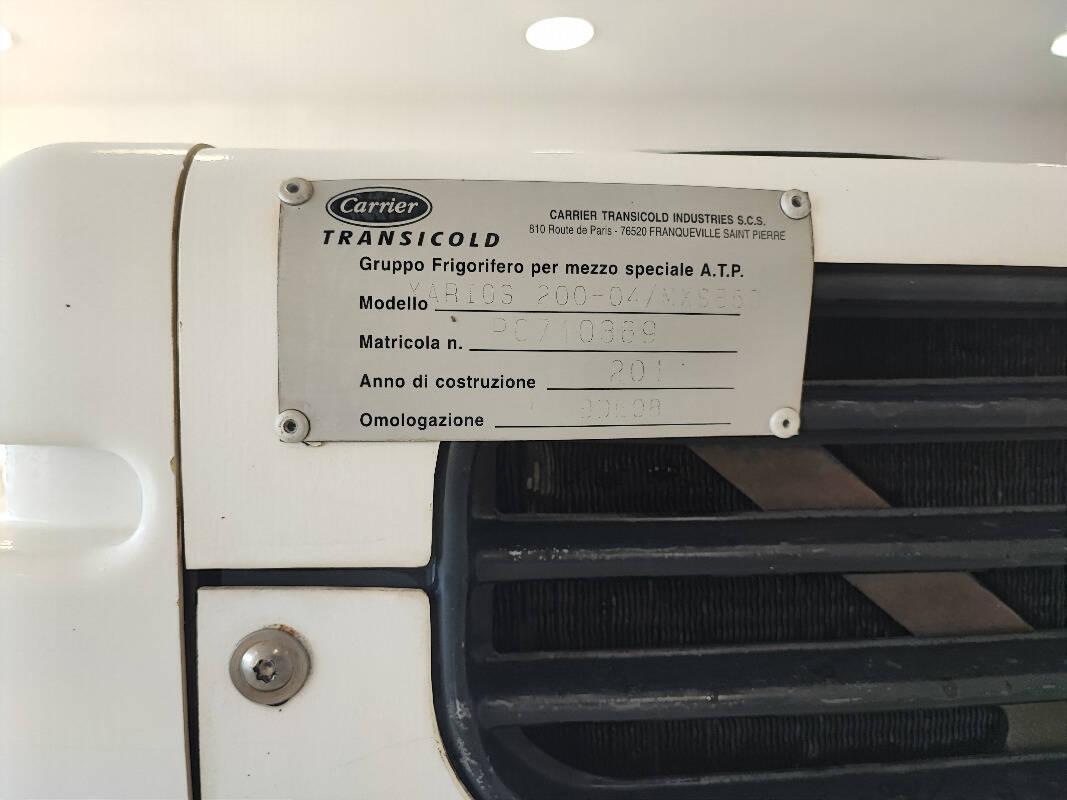 Carrier
TRANSICOLD
CARRIER TRANSICOLD INDUSTRIES S.C.S.
810 Route de Paris - 76520 FRANQUEVILLE SAINT PIERRE
Gruppo Frigorifero per mezzo speciale A.T.P.
Modello XARIOS
Matricola n.
Anno di costruzione
Omologazione